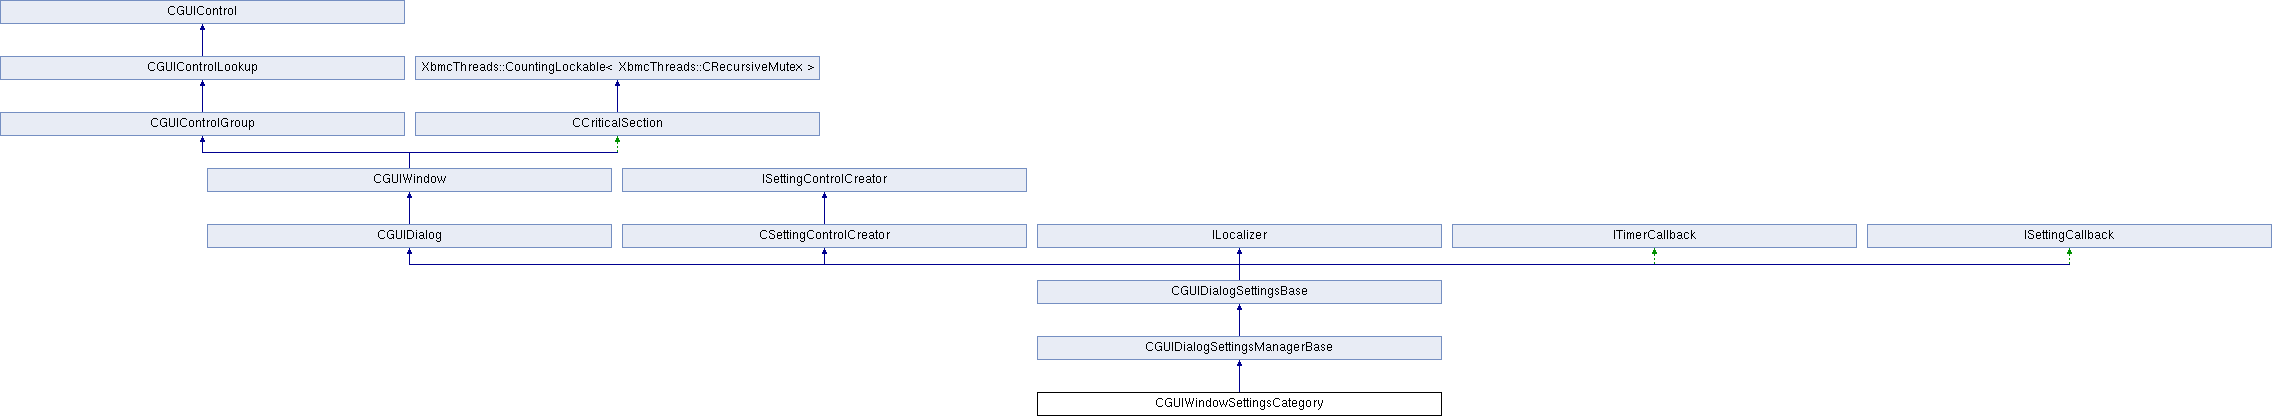 CGUIControl
CGUIControlLookup
XbmcThreads::CountingLockable< XbmcThreads::CRecursiveMutex >
CGUIControlGroup
CCriticalSection
CGUIWindow
ISettingControlCreator
CGUIDialog
CSettingControlCreator
ILocalizer
ITimerCallback
ISettingCallback
CGUIDialogSettingsBase
CGUIDialogSettingsManagerBase
CGUIWindowSettingsCategory